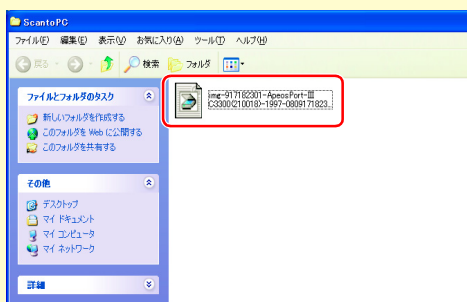 ScantoPC
ファイル(F) 編集(E) 表示(V) お気に入り(A) ツール(T) ヘルプ(H)
戻る 検索 フォルダ
ファイルとフォルダのタスク
新しいフォルダを作成する
このフォルダを Web に公開する
このフォルダを共有する
その他
デスクトップ
マイ ドキュメント
マイ コンピュータ
マイ ネットワーク
詳細
img-917182301-ApeosPort-III
C3300(210018)-1997-0809171823..